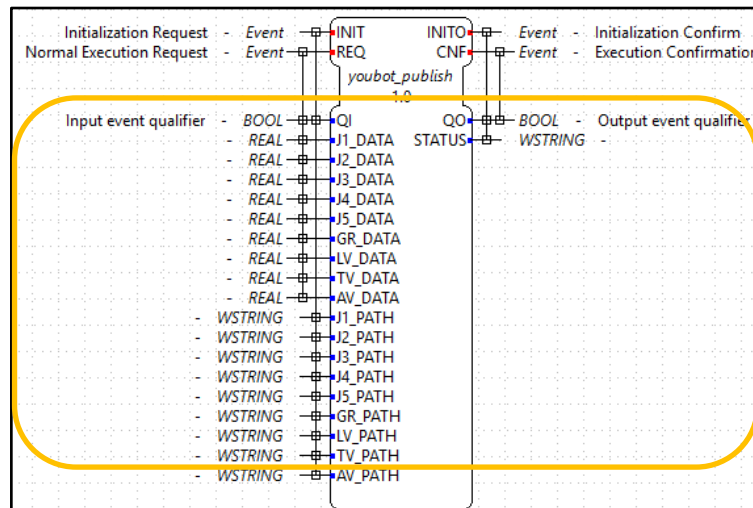 Initialization Request - Event INIT INITO Event - Initialization Confirm
Normal Execution Request - Event REQ CNF Event - Execution Confirmation
youbot_publish
1.0
Input event qualifier - BOOL QI QO BOOL - Output event qualifier
- REAL J1_DATA STATUS WSTRING -
- REAL J2_DATA
- REAL J3_DATA
- REAL J4_DATA
- REAL J5_DATA
- REAL GR_DATA
- REAL LV_DATA
- REAL TV_DATA
- REAL AV_DATA
- WSTRING J1_PATH
- WSTRING J2_PATH
- WSTRING J3_PATH
- WSTRING J4_PATH
- WSTRING J5_PATH
- WSTRING GR_PATH
- WSTRING LV_PATH
- WSTRING TV_PATH
- WSTRING AV_PATH